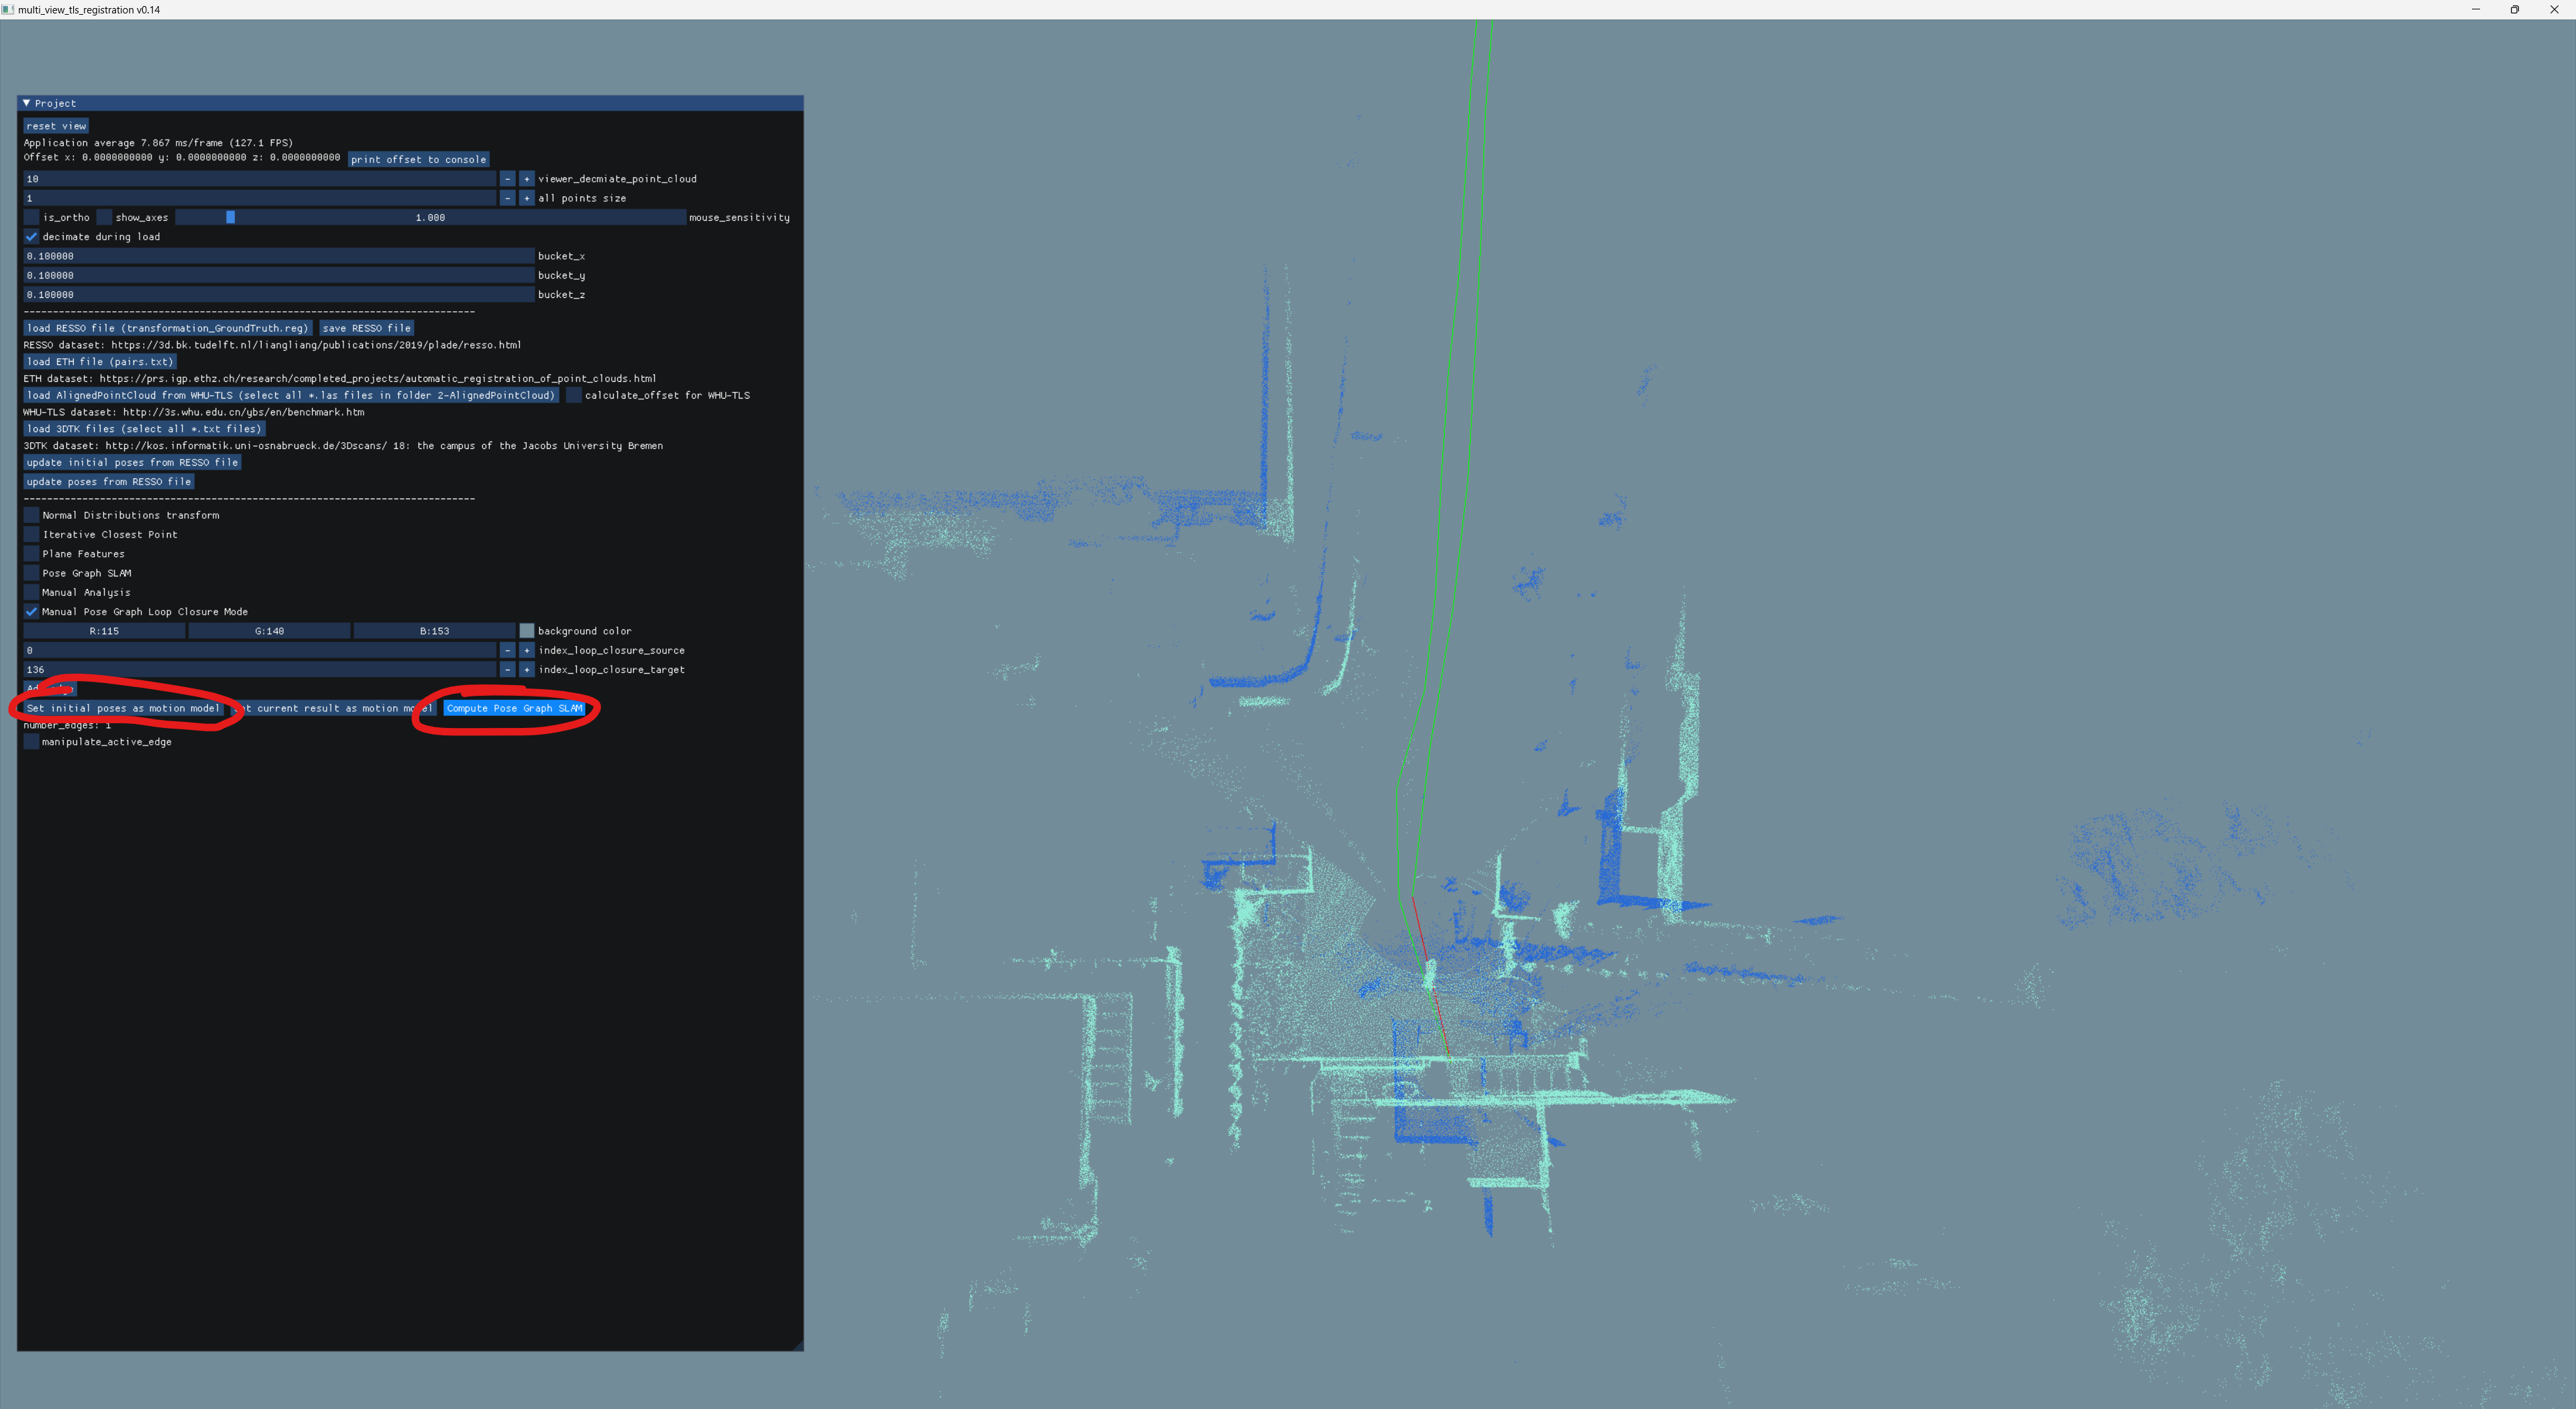 multi_view_tls_registration v0.14
Project
reset view
Application average 7.867 ms/frame (127.1 FPS)
Offset x: 0.0000000000 y: 0.0000000000 z: 0.0000000000 print offset to console
10 - + viewer_decmiate_point_cloud
1 - + all points size
is_ortho show_axes 1.000 mouse_sensitivity
decimate during load
0.100000 bucket_x
0.100000 bucket_y
0.100000 bucket_z
--------------------------------------------------------------------------------
load RESSO file (transformation_GroundTruth.reg) save RESSO file
RESSO dataset: https://3d.bk.tudelft.nl/liangliang/publications/2019/plade/resso.html
load ETH file (pairs.txt)
ETH dataset: https://prs.igp.ethz.ch/research/completed_projects/automatic_registration_of_point_clouds.html
load AlignedPointCloud from WHU-TLS (select all *.las files in folder 2-AlignedPointCloud) calculate_offset for WHU-TLS
WHU-TLS dataset: http://3s.whu.edu.cn/ybs/en/benchmark.htm
load 3DTK files (select all *.txt files)
3DTK dataset: http://kos.informatik.uni-osnabrueck.de/3Dscans/ 18: the campus of the Jacobs University Bremen
update initial poses from RESSO file
update poses from RESSO file
--------------------------------------------------------------------------------
Normal Distributions transform
Iterative Closest Point
Plane Features
Pose Graph SLAM
Manual Analysis
Manual Pose Graph Loop Closure Mode
R:115 G:140 B:153 background color
0 - + index_loop_closure_source
136 - + index_loop_closure_target
Set initial poses as motion model current result as motion model Compute Pose Graph SLAM
number_edges: 1
manipulate_active_edge